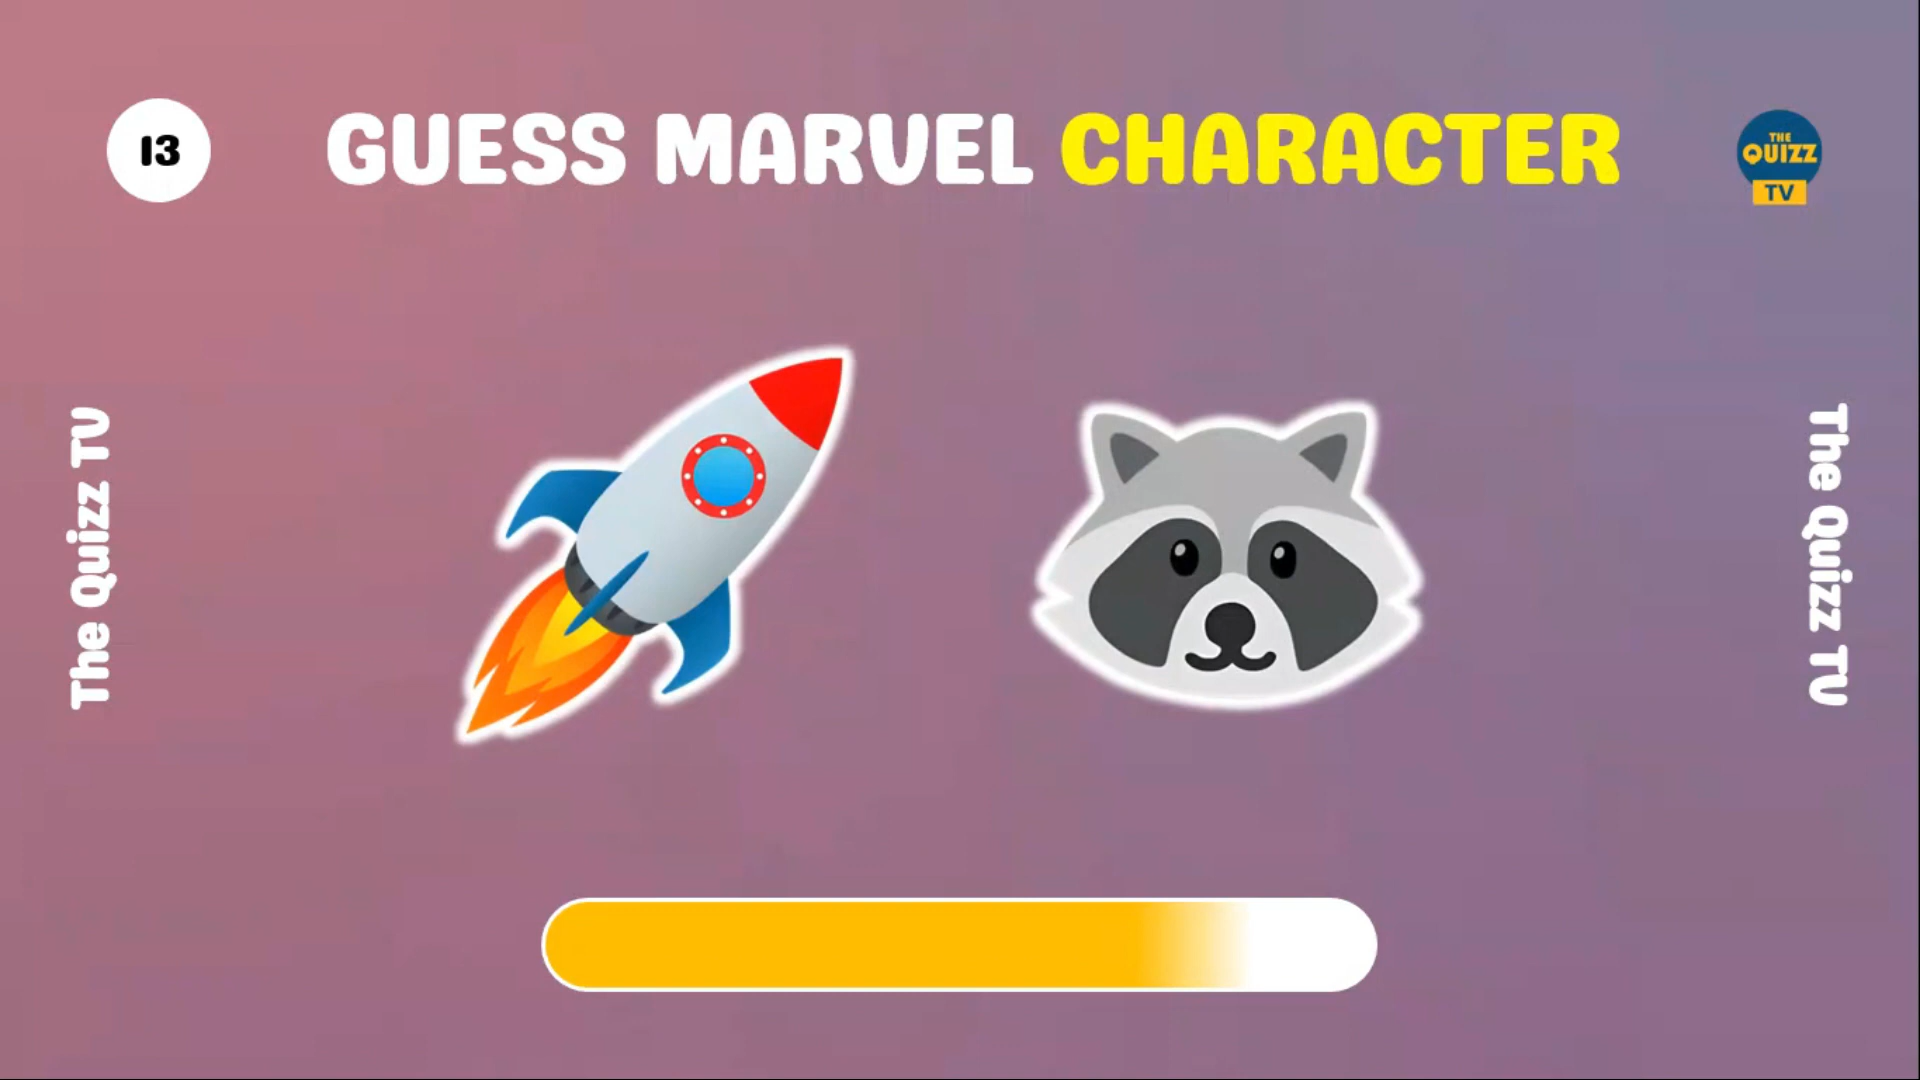 13
GUESS MARVEL CHARACTER
THE
QUIZZ
TV
The Quizz TV
The Quizz TV